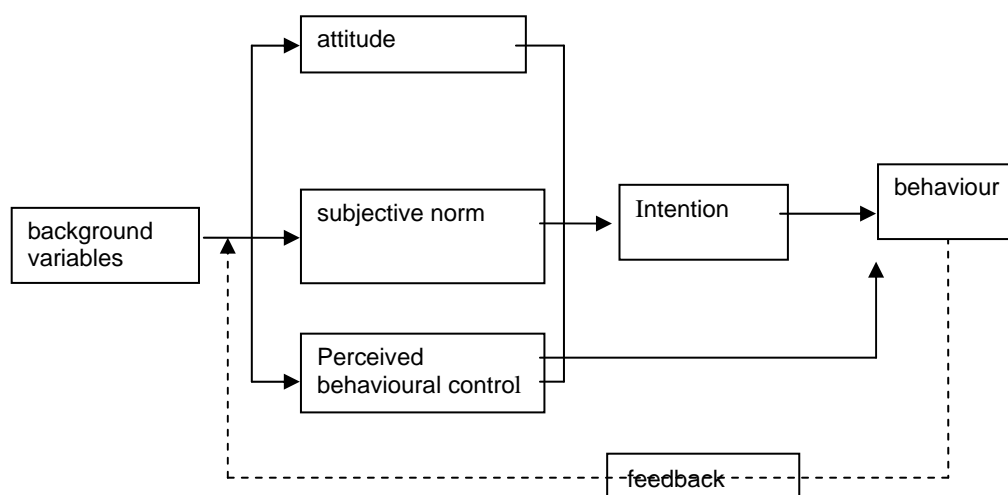 attitude
subjective norm
Intention
behaviour
background
variables
Perceived
behavioural control
feedback